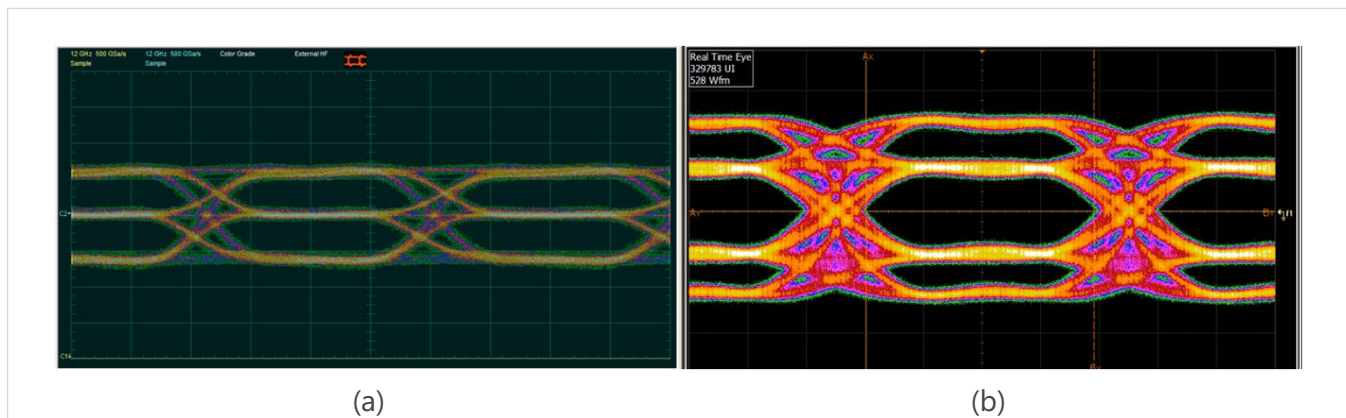 12 GHz 500 GSa/s 12 GHz 500 GSa/s Color Grade External HF
Sample Sample
C2
C1
Real Time Eye
329783 UI
528 Wfm
Ax
Ay
By
(a)
(b)